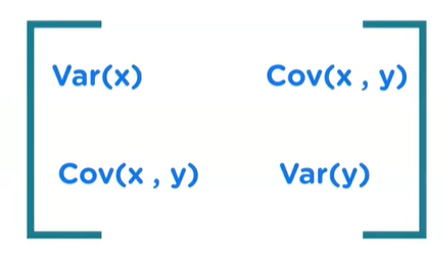 Var(x) Cov(x , y)
Cov(x , y) Var(y)